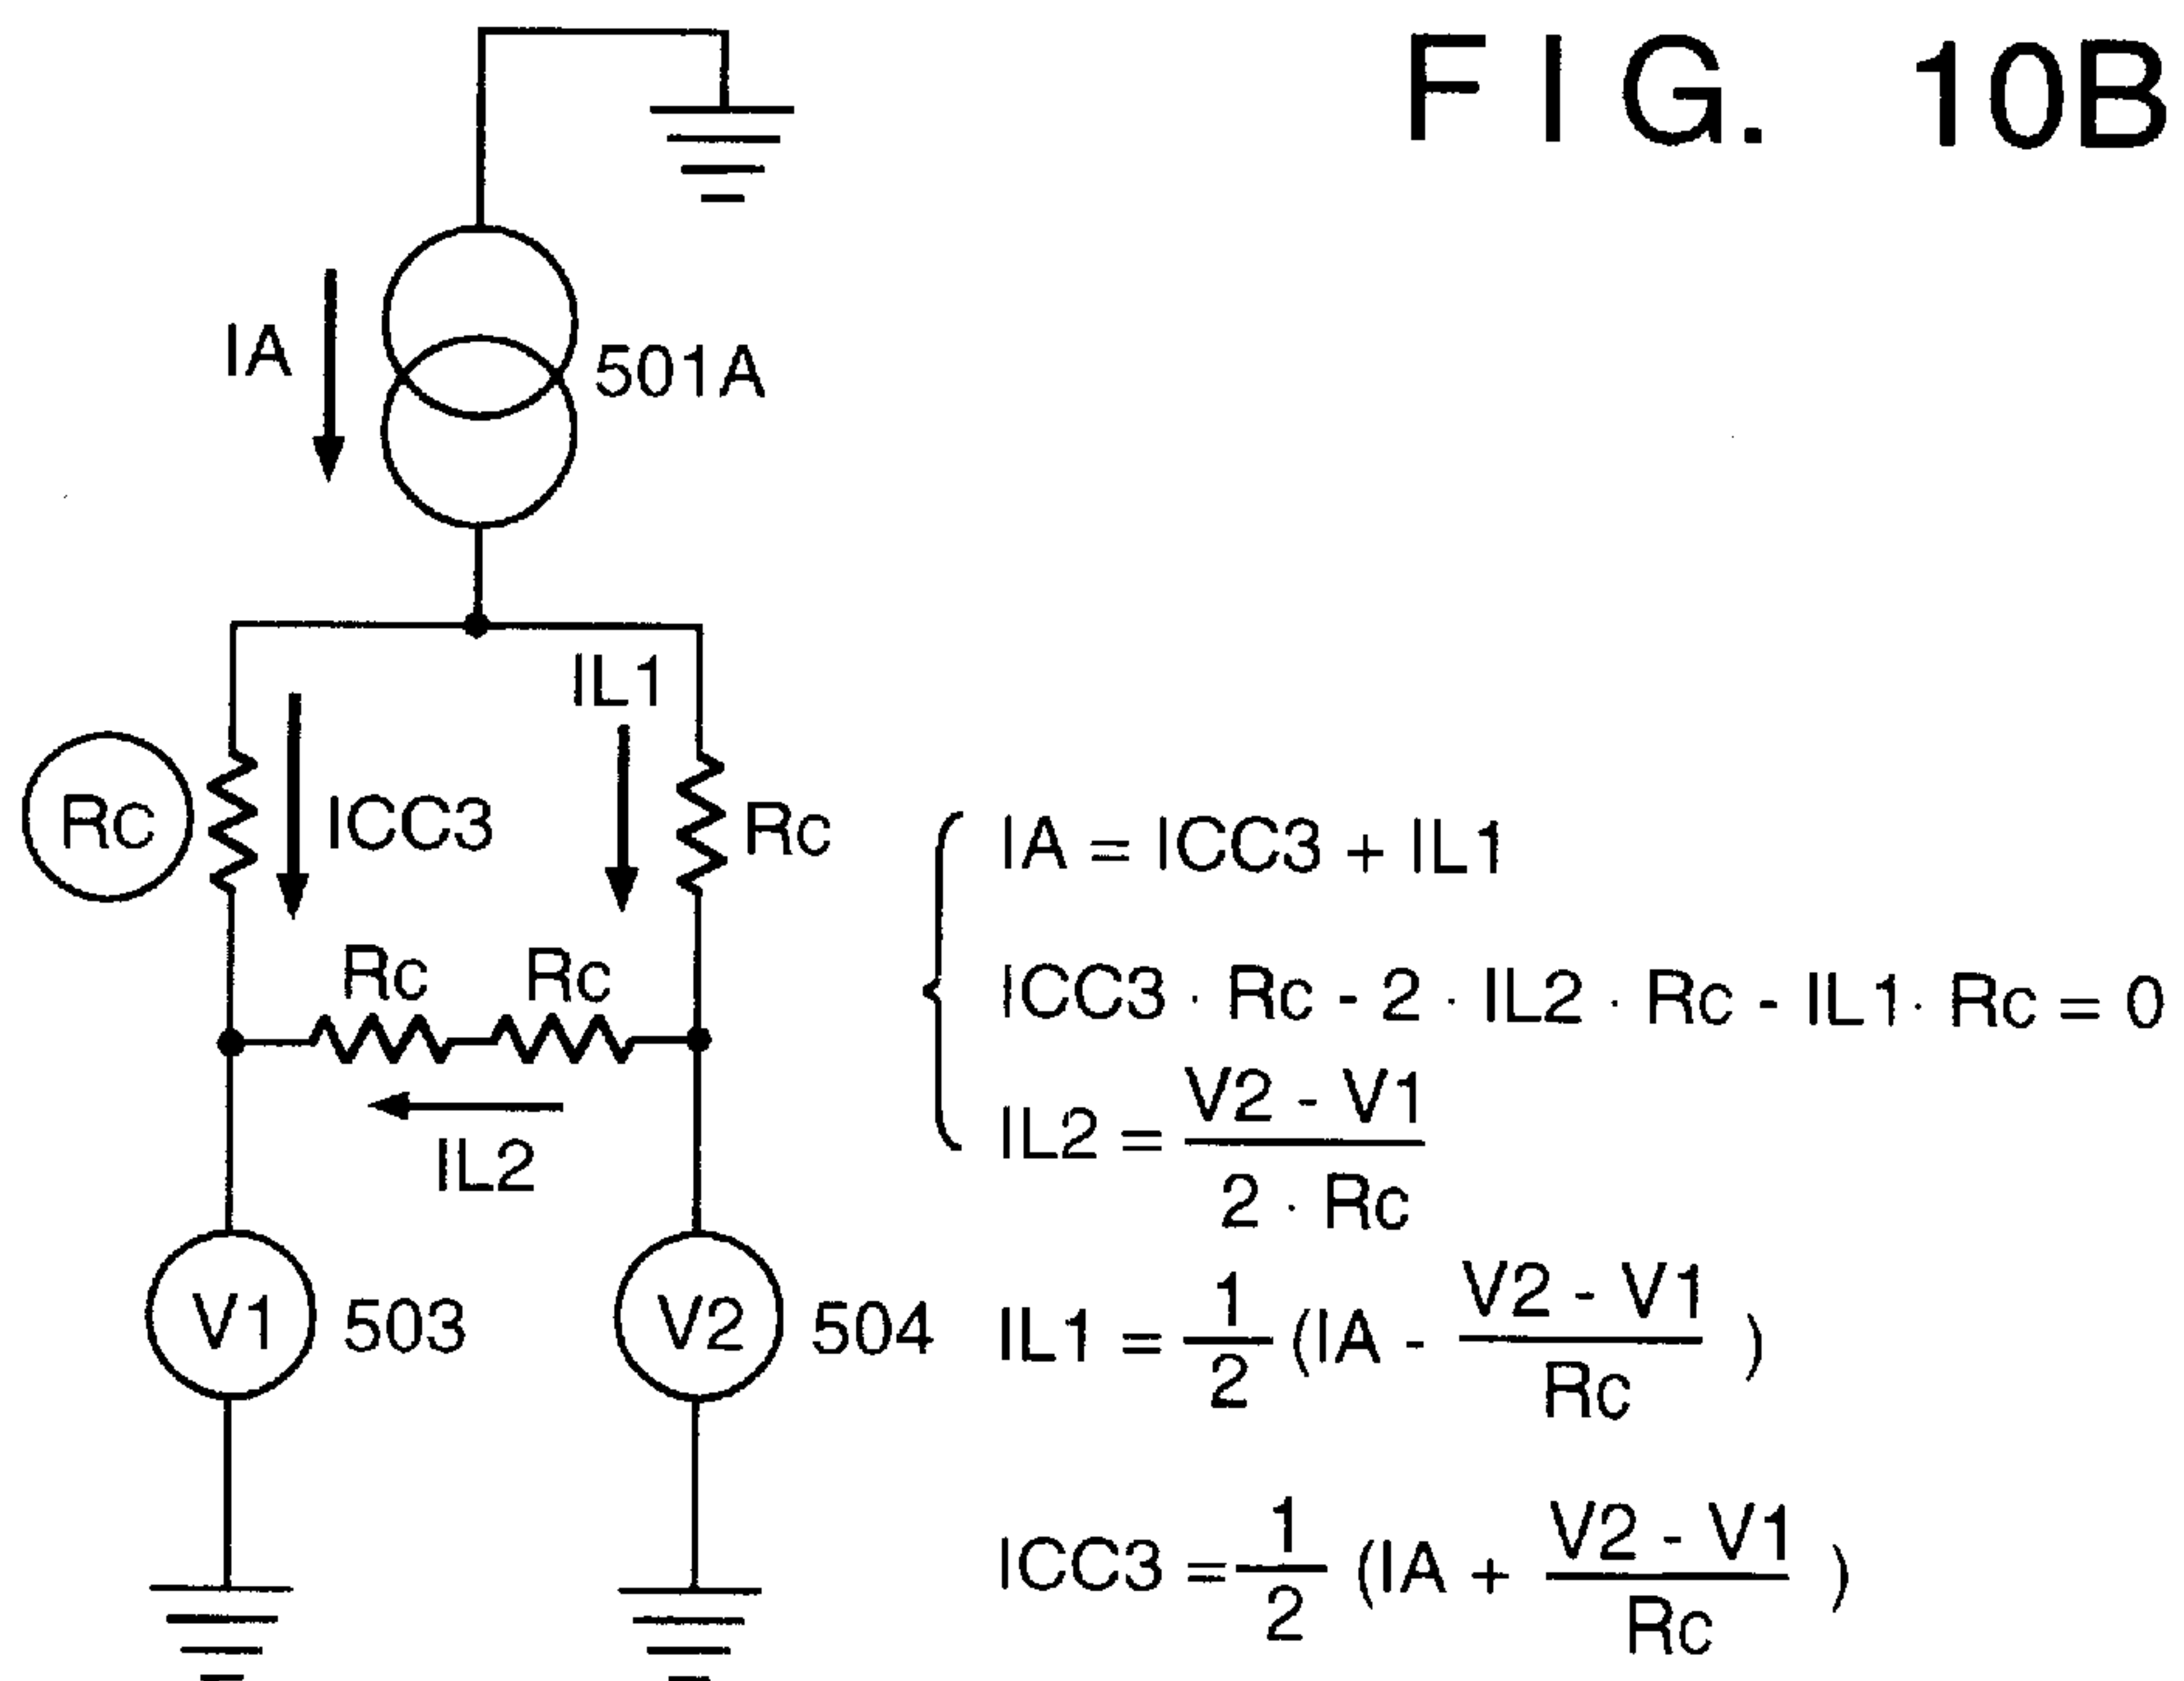 FIG. 10B
IA
501A
IL1
Rc
ICC3
Rc
Rc
Rc
IL2
V1
503
V2
504
IA = ICC3 + IL1
ICC3 · Rc - 2 · IL2 · Rc - IL1 · Rc = 0
IL2 = V2 - V1 / 2 · Rc
IL1 = 1/2 (IA - V2 - V1 / Rc )
ICC3 = 1/2 (IA + V2 - V1 / Rc )